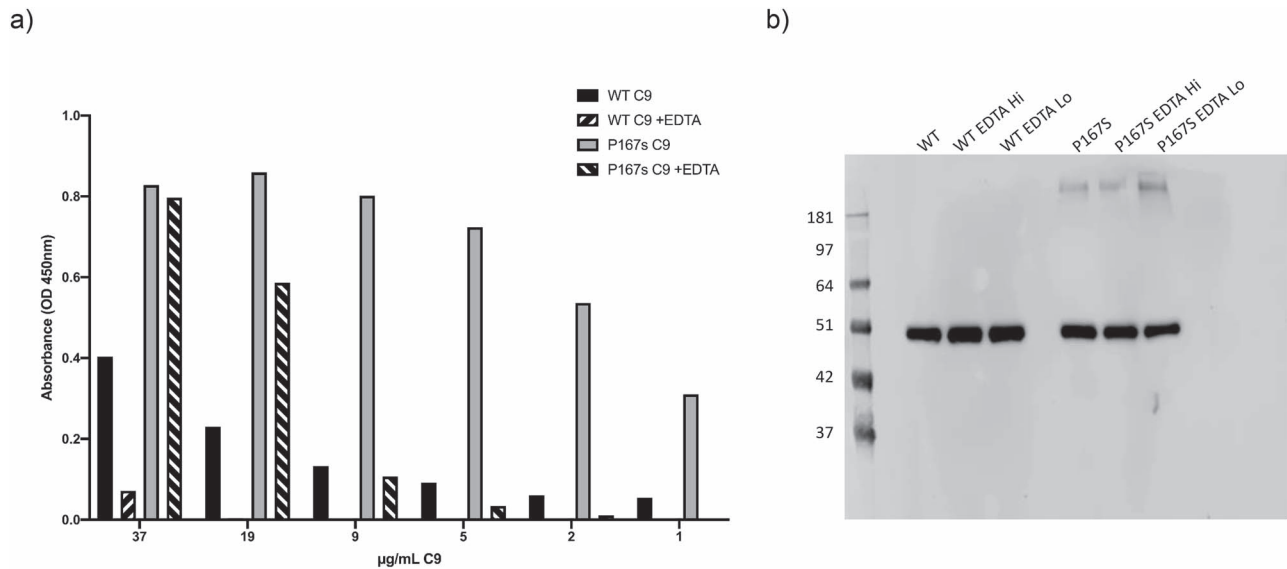 a)
WT C9
WT C9 +EDTA
P167s C9
P167s C9 +EDTA
1.0
0.8
0.6
0.4
0.2
0.0
Absorbance (OD 450nm)
37
19
9
5
2
1
µg/mL C9
b)
WT
WT EDTA Hi
WT EDTA Lo
P167S
P167S EDTA Hi
P167S EDTA Lo
181
97
64
51
42
37